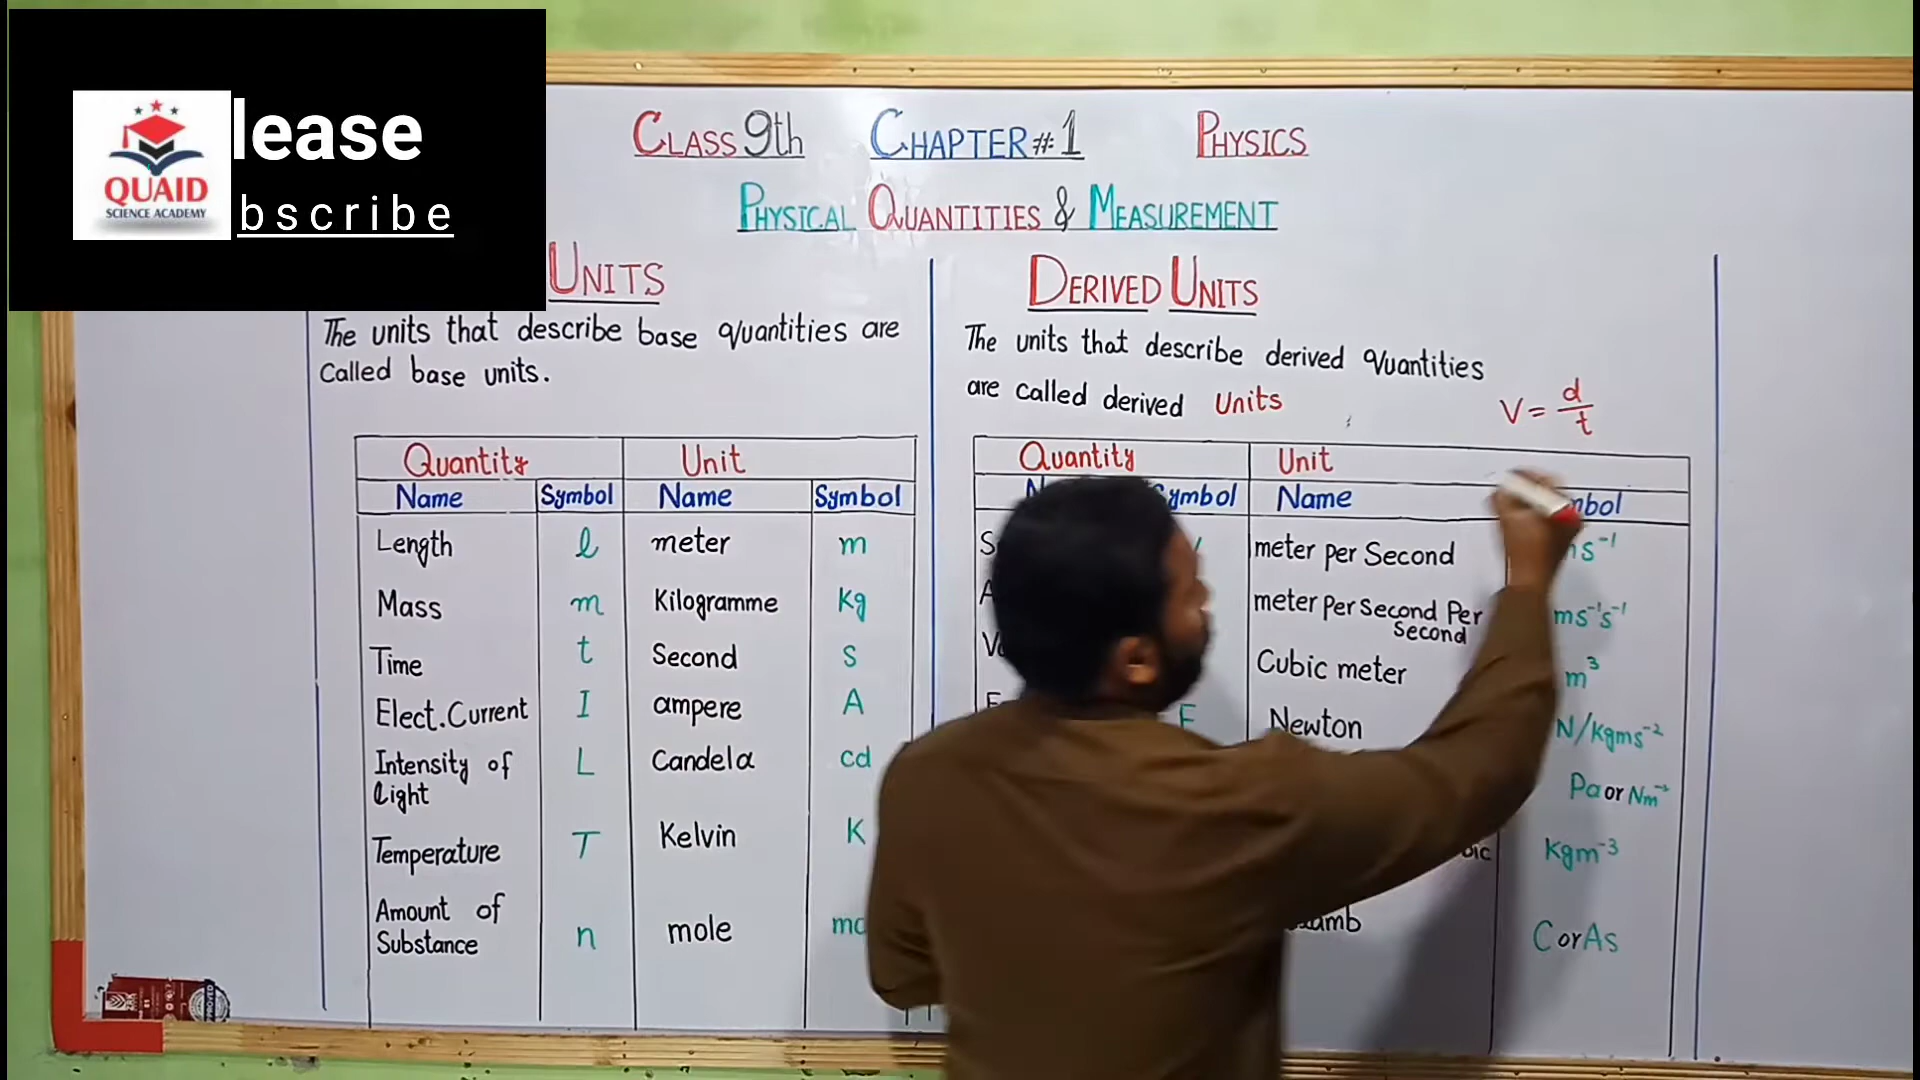 lease
bscribe
QUAID
SCIENCE ACADEMY
CLASS 9th CHAPTER #1 PHYSICS
PHYSICAL QUANTITIES & MEASUREMENT
UNITS
The units that describe base quantities are
Called base units.
Quantity Unit
Name Symbol Name Symbol
Length l meter m
Mass m Kilogramme Kg
Time t Second s
Elect. Current I ampere A
Intensity of
light L Candela cd
Temperature T Kelvin K
Amount of
Substance n mole
DERIVED UNITS
The units that describe derived quantities
are called derived Units
V = d/t
Quantity Unit
Name
meter per Second s⁻¹
meter per Second Per
Second ms⁻¹s⁻¹
Cubic meter m³
F Newton N/Kgms⁻²
Pa or Nm⁻²
Kgm⁻³
C or As